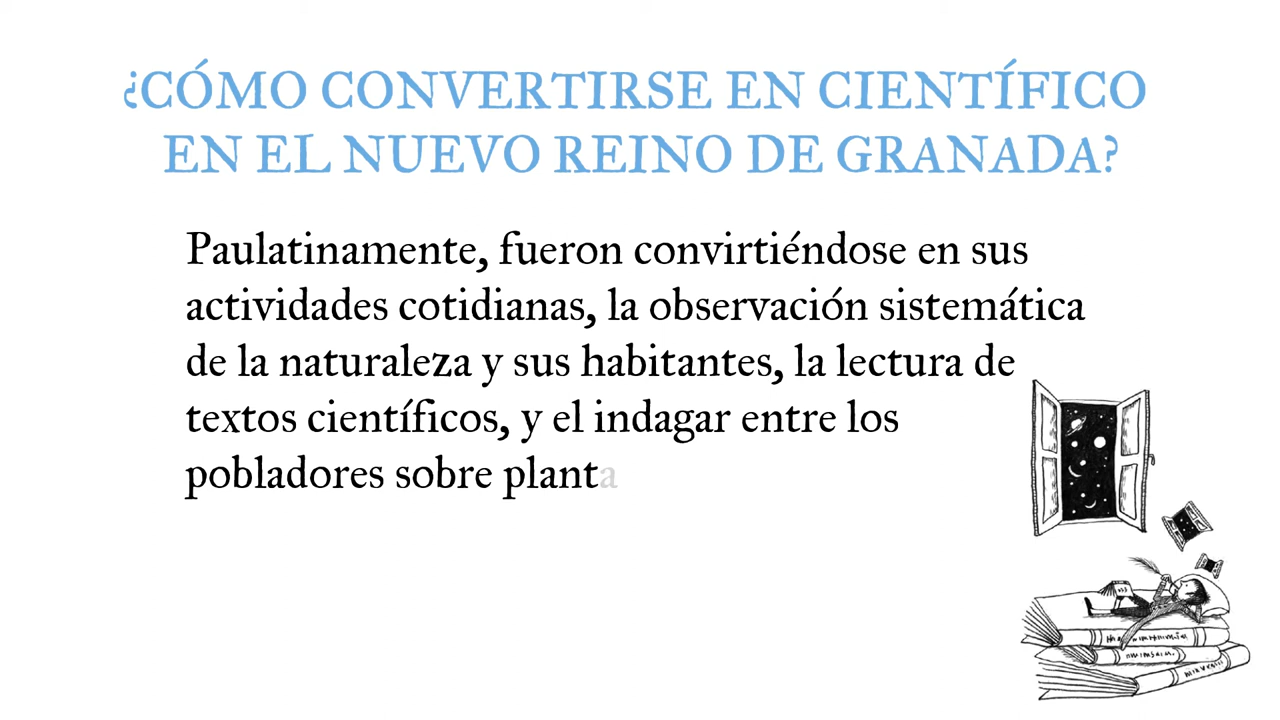 ¿CÓMO CONVERTIRSE EN CIENTÍFICO
EN EL NUEVO REINO DE GRANADA?
Paulatinamente, fueron convirtiéndose en sus
actividades cotidianas, la observación sistemática
de la naturaleza y sus habitantes, la lectura de
textos científicos, y el indagar entre los
pobladores sobre planta